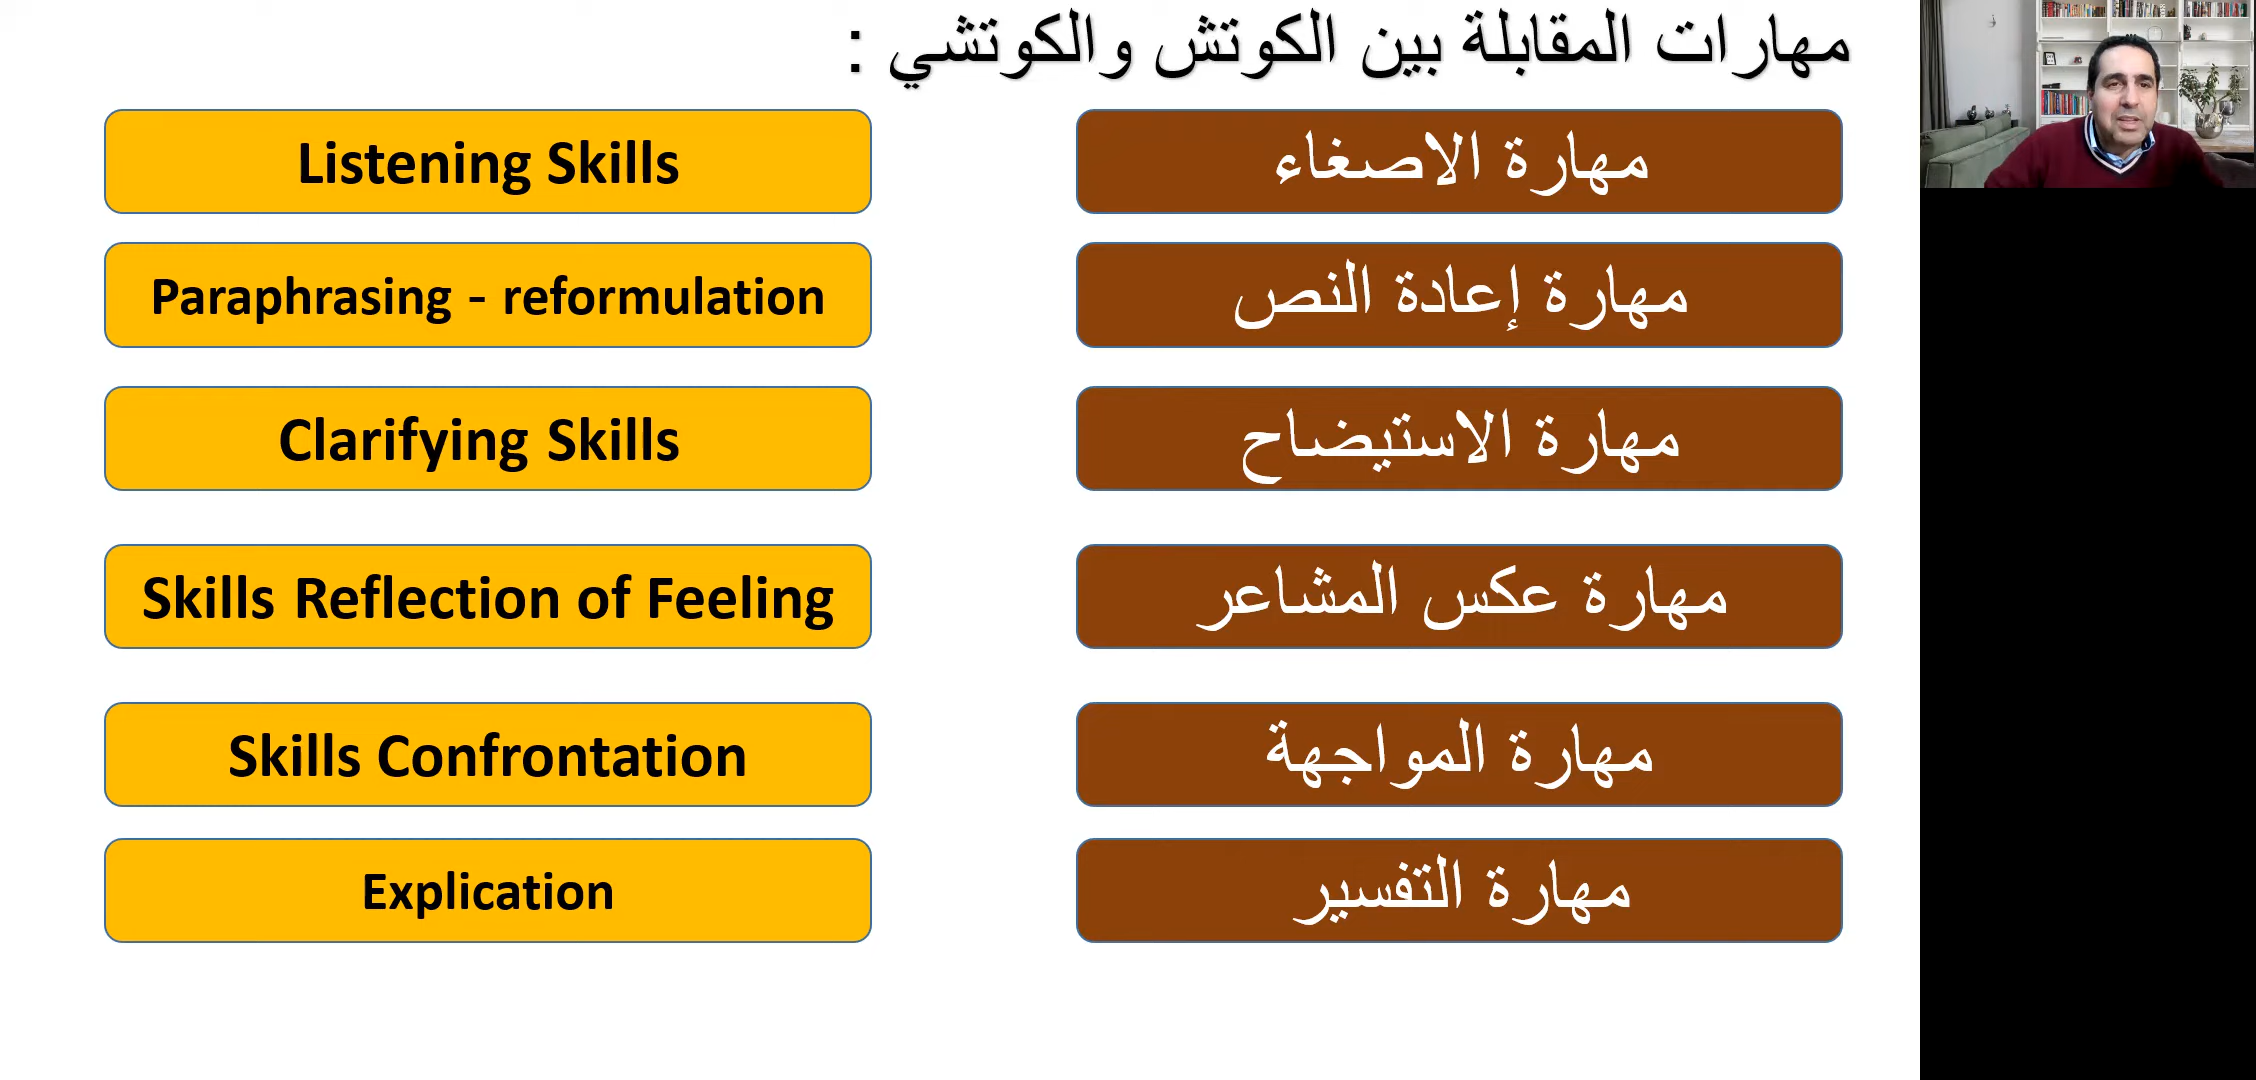 مهارات المقابلة بين الكوتش والكوتشي :
Listening Skills
مهارة الاصغاء
Paraphrasing - reformulation
مهارة إعادة النص
Clarifying Skills
مهارة الاستيضاح
Skills Reflection of Feeling
مهارة عكس المشاعر
Skills Confrontation
مهارة المواجهة
Explication
مهارة التفسير